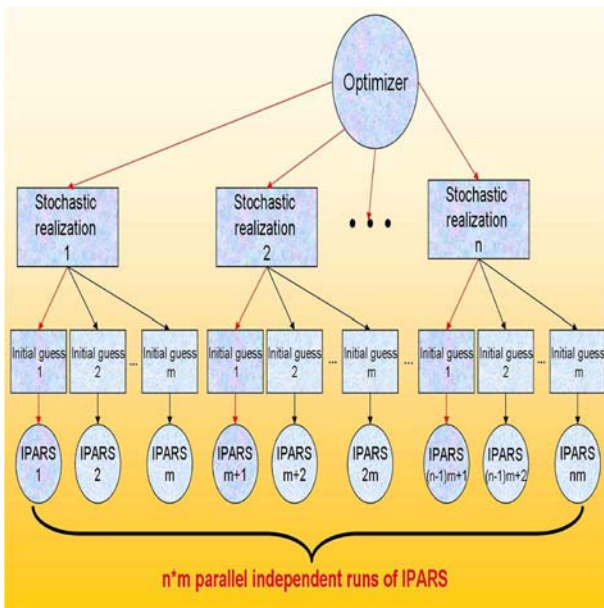 Optimizer
Stochastic
realization
1
Stochastic
realization
2
• • •
Stochastic
realization
n
Initial guess
1
Initial guess
2
...
Initial guess
m
Initial guess
1
Initial guess
2
...
Initial guess
m
...
Initial guess
1
Initial guess
2
...
Initial guess
m
IPARS
1
IPARS
2
IPARS
m
IPARS
m+1
IPARS
m+2
IPARS
2m
IPARS
(n-1)m+1
IPARS
(n-1)m+2
IPARS
nm
n*m parallel independent runs of IPARS